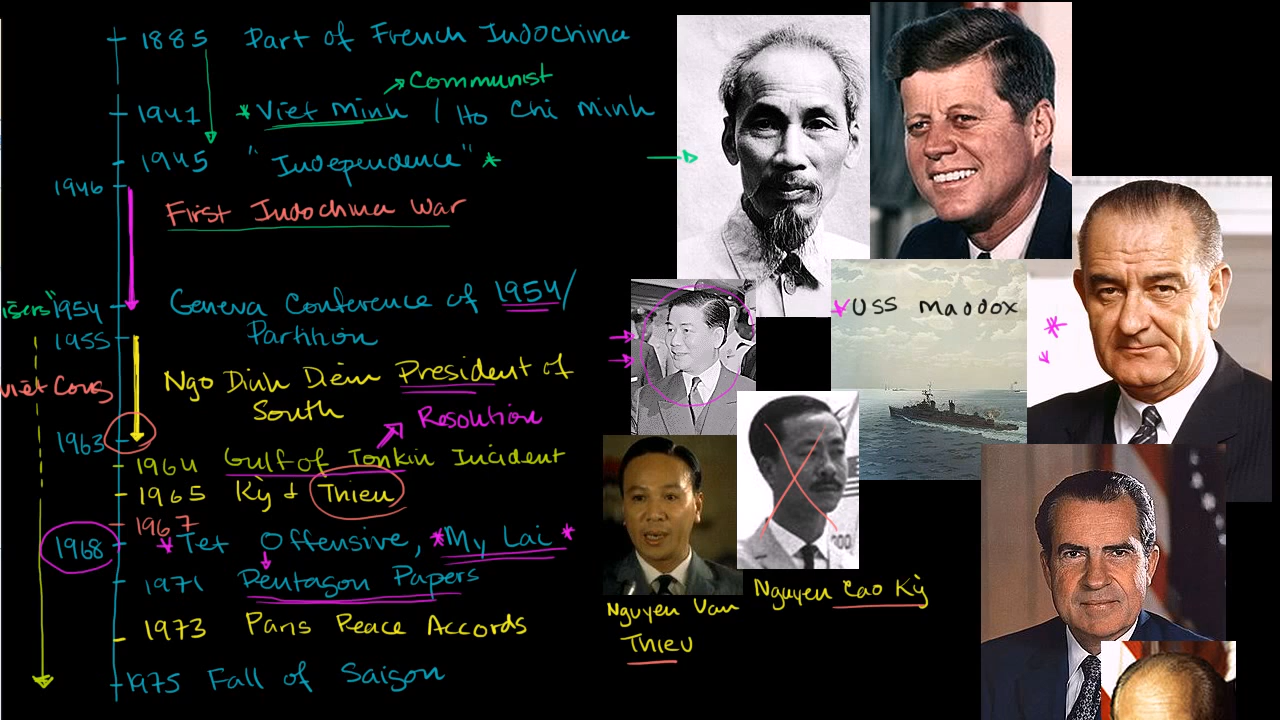 1885 Part of French Indochina
Communist
1941 *Viet Minh / Ho Chi Minh
1945 "Independence" *
1946
First Indochina War
1954 Geneva Conference of 1954/
Partition
isers"
1955
Viet Cong
Ngo Dinh Diem President of
South
Resolution
1963
1964 Gulf of Tonkin Incident
1965 Kỳ & Thieu
1967
1968 *Tet Offensive, *My Lai *
1971 Pentagon Papers
1973 Paris Peace Accords
1975 Fall of Saigon
*USS Maddox
Nguyen Van
Thieu
Nguyen Cao Kỳ